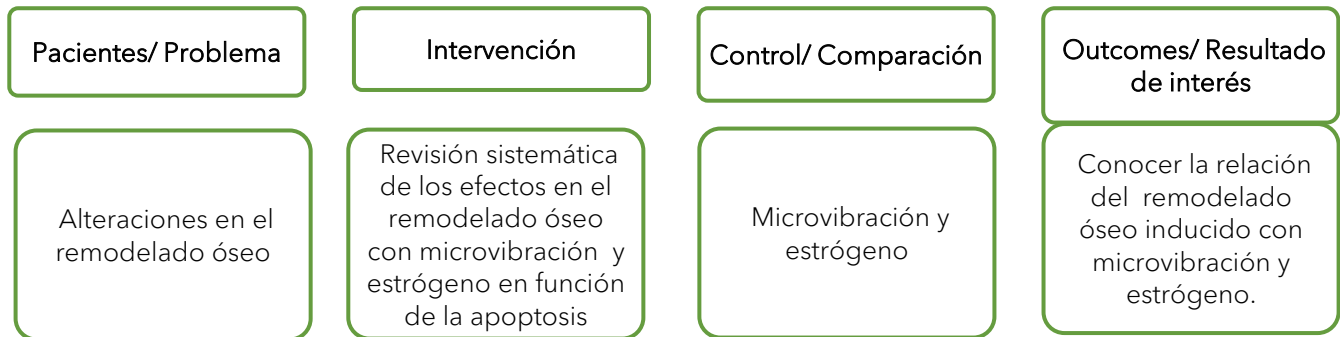 Pacientes/ Problema
Intervención
Control/ Comparación
Outcomes/ Resultado
de interés
Alteraciones en el
remodelado óseo
Revisión sistemática
de los efectos en el
remodelado óseo
con microvibración y
estrógeno en función
de la apoptosis
Microvibración y
estrógeno
Conocer la relación
del remodelado
óseo inducido con
microvibración y
estrógeno.